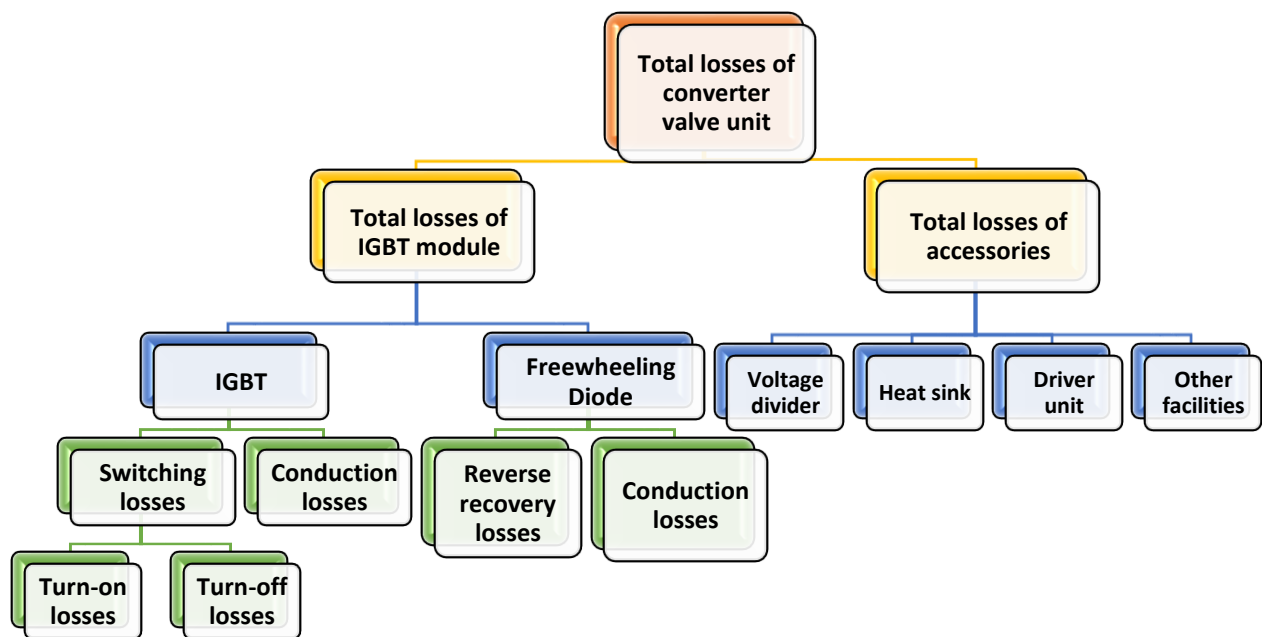 Total losses of
converter
valve unit
Total losses of
IGBT module
Total losses of
accessories
IGBT
Freewheeling
Diode
Voltage
divider
Heat sink
Driver
unit
Other
facilities
Switching
losses
Conduction
losses
Reverse
recovery
losses
Conduction
losses
Turn-on
losses
Turn-off
losses